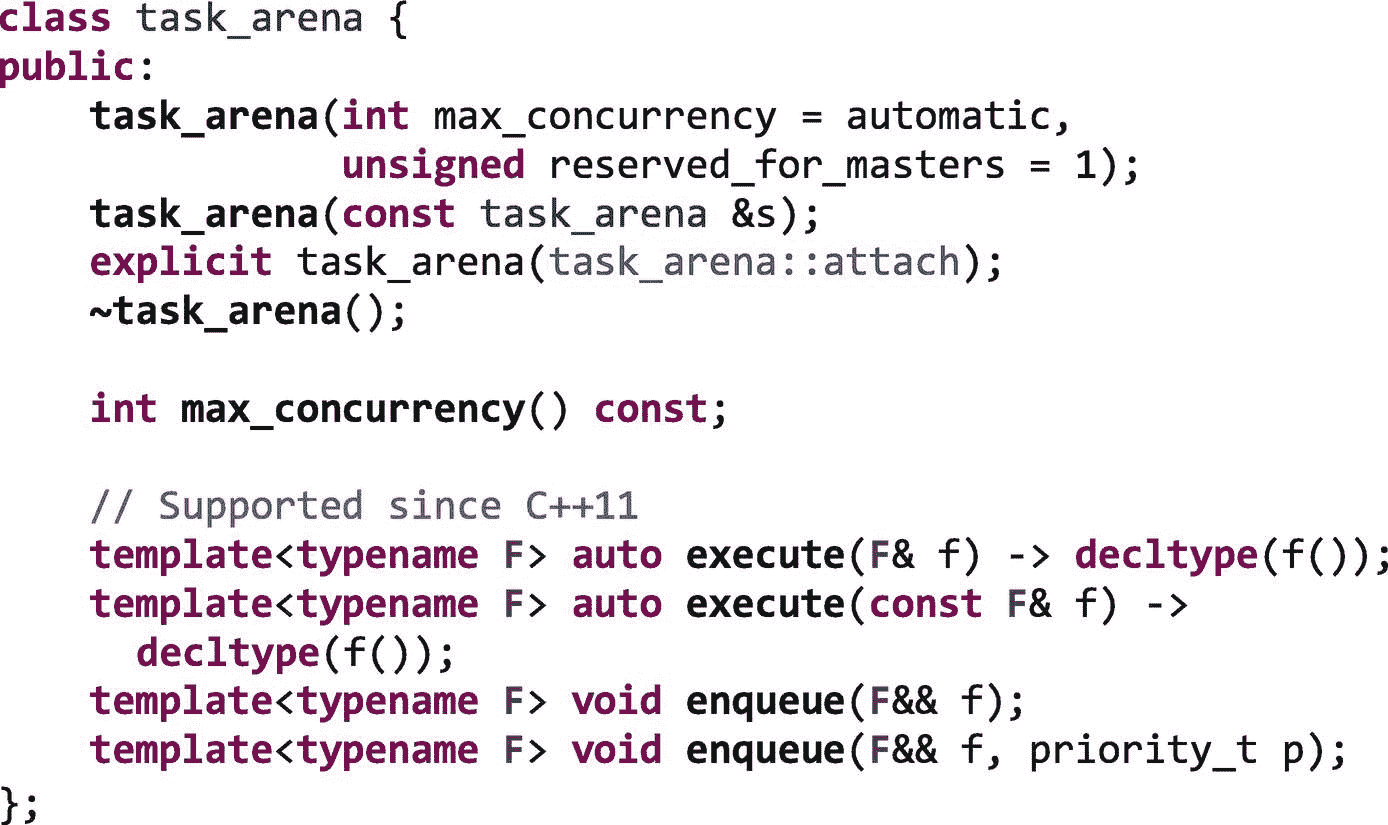 class task_arena {
public:
    task_arena(int max_concurrency = automatic,
               unsigned reserved_for_masters = 1);
    task_arena(const task_arena &s);
    explicit task_arena(task_arena::attach);
    ~task_arena();

    int max_concurrency() const;

    // Supported since C++11
    template<typename F> auto execute(F& f) -> decltype(f());
    template<typename F> auto execute(const F& f) ->
      decltype(f());
    template<typename F> void enqueue(F&& f);
    template<typename F> void enqueue(F&& f, priority_t p);
};